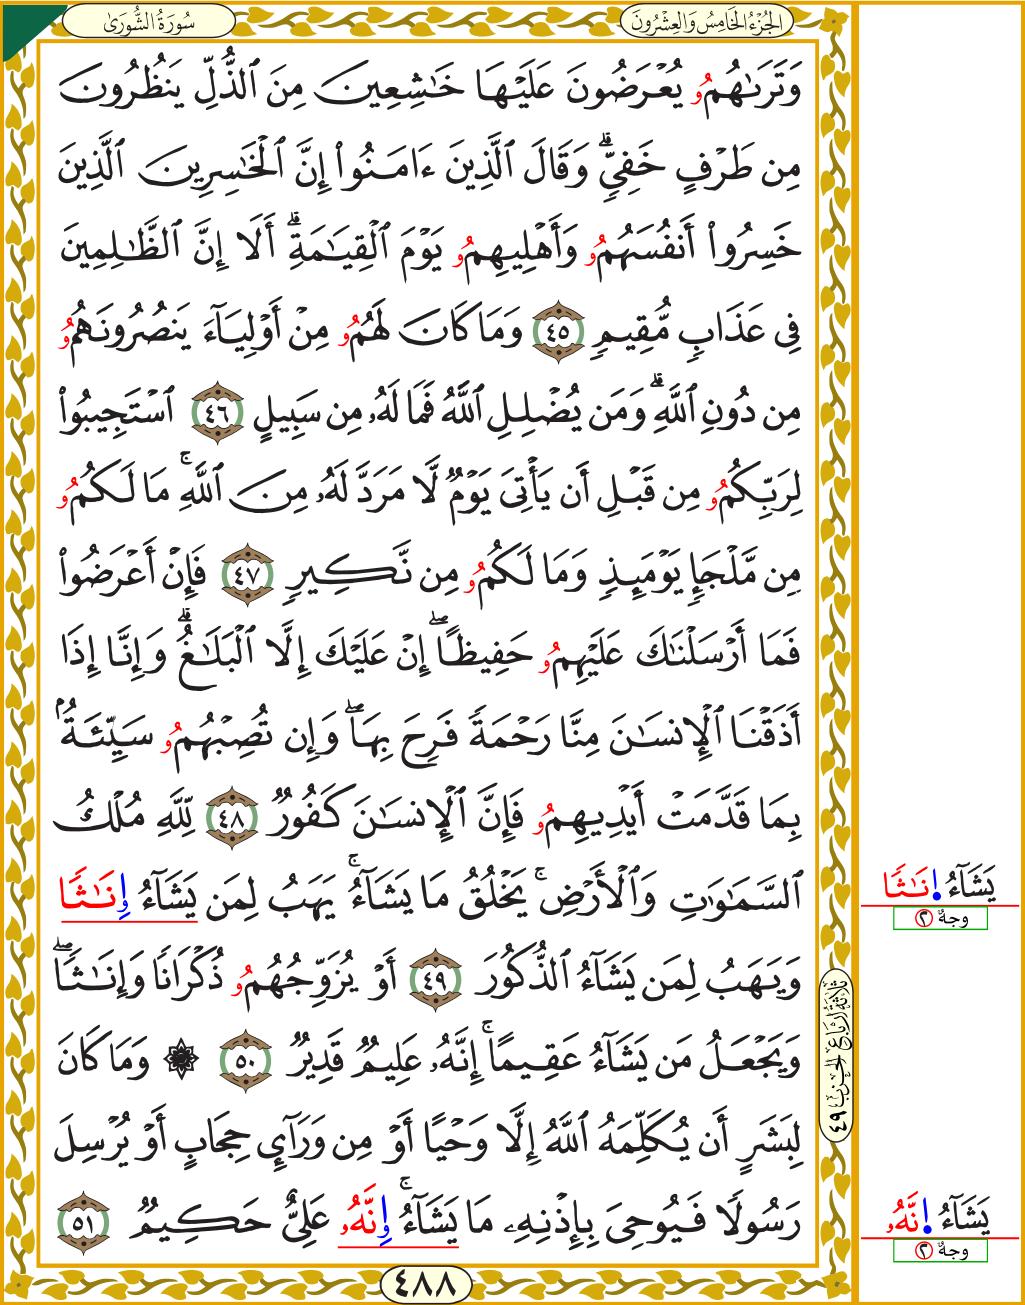 سُورَةُ الشُّورَىٰ
الجُزْءُ الخَامِسُ وَالعِشْرُونَ
وَتَرَىٰهُمُۥ يُعْرَضُونَ عَلَيْهَا خَٰشِعِينَ مِنَ ٱلذُّلِّ يَنظُرُونَ
مِن طَرْفٍ خَفِيٍّۗ وَقَالَ ٱلَّذِينَ ءَامَنُوٓا۟ إِنَّ ٱلْخَٰسِرِينَ ٱلَّذِينَ
خَسِرُوٓا۟ أَنفُسَهُمُۥ وَأَهْلِيهِمُۥ يَوْمَ ٱلْقِيَٰمَةِۗ أَلَآ إِنَّ ٱلظَّٰلِمِينَ
فِى عَذَابٍ مُّقِيمٍ ٤٥ وَمَا كَانَ لَهُمُۥ مِنْ أَوْلِيَآءَ يَنصُرُونَهُمُۥ
مِن دُونِ ٱللَّهِۗ وَمَن يُضْلِلِ ٱللَّهُ فَمَا لَهُۥ مِن سَبِيلٍ ٤٦ ٱسْتَجِيبُوا۟
لِرَبِّكُمُۥ مِن قَبْلِ أَن يَأْتِىَ يَوْمٌ لَّا مَرَدَّ لَهُۥ مِنَ ٱللَّهِۚ مَا لَكُمُۥ
مِن مَّلْجَإٍ يَوْمَئِذٍ وَمَا لَكُمُۥ مِن نَّكِيرٍ ٤٧ فَإِنْ أَعْرَضُوا۟
فَمَآ أَرْسَلْنَٰكَ عَلَيْهِمُۥ حَفِيظًاۖ إِنْ عَلَيْكَ إِلَّا ٱلْبَلَٰغُۗ وَإِنَّآ إِذَآ
أَذَقْنَا ٱلْإِنسَٰنَ مِنَّا رَحْمَةً فَرِحَ بِهَاۖ وَإِن تُصِبْهُمُۥ سَيِّئَةٌۢ
بِمَا قَدَّمَتْ أَيْدِيهِمُۥ فَإِنَّ ٱلْإِنسَٰنَ كَفُورٌ ٤٨ لِّلَّهِ مُلْكُ
ٱلسَّمَٰوَٰتِ وَٱلْأَرْضِۚ يَخْلُقُ مَا يَشَآءُۚ يَهَبُ لِمَن يَشَآءُ وِنَٰثًا
وَيَهَبُ لِمَن يَشَآءُ ٱلذُّكُورَ ٤٩ أَوْ يُزَوِّجُهُمُۥ ذُكْرَانًا وَإِنَٰثًاۖ
وَيَجْعَلُ مَن يَشَآءُ عَقِيمًاۚ إِنَّهُۥ عَلِيمٌ قَدِيرٌ ٥٠ ۞ وَمَا كَانَ
لِبَشَرٍ أَن يُكَلِّمَهُ ٱللَّهُ إِلَّا وَحْيًا أَوْ مِن وَرَآئِ حِجَابٍ أَوْ يُرْسِلَ
رَسُولًا فَيُوحِىَ بِإِذْنِهِۦ مَا يَشَآءُۚ وِنَّهُۥ عَلِىٌّ حَكِيمٌ ٥١
٤٨٨
ثلاثة أرباع الحزب ٤٩
يَشَآءُ اِ۬نَٰثًا
وجهٌ ٢
يَشَآءُ اِ۬نَّهُۥ
وجهٌ ٢